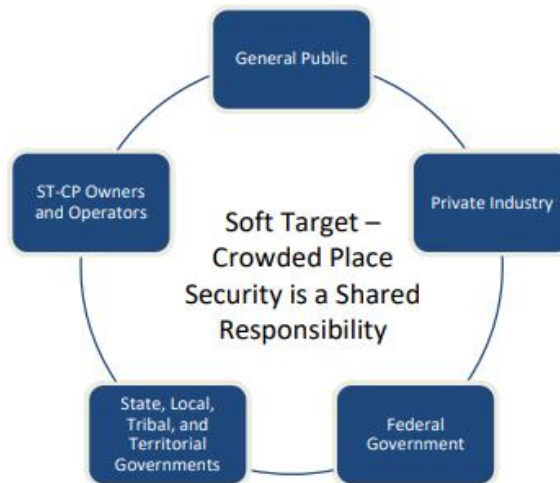 General Public
ST-CP Owners
and Operators
Private Industry
Soft Target –
Crowded Place
Security is a Shared
Responsibility
State, Local,
Tribal, and
Territorial
Governments
Federal
Government